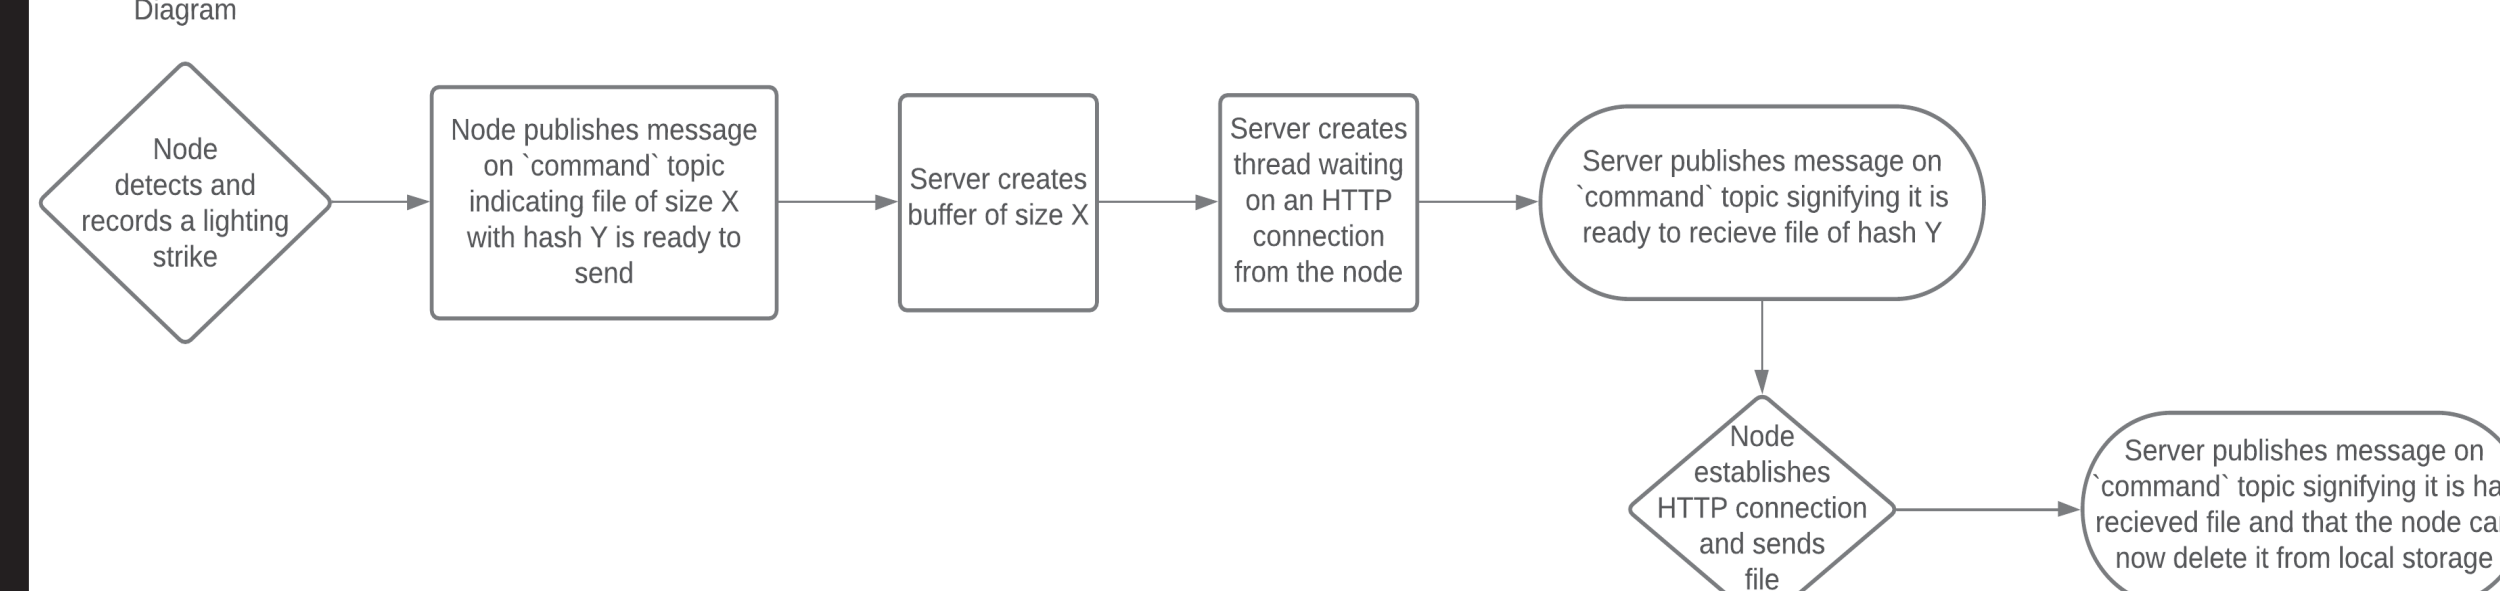 Diagram
Node
detects and
records a lighting
strike
Node publishes message
on `command` topic
indicating file of size X
with hash Y is ready to
send
Server creates
buffer of size X
Server creates
thread waiting
on an HTTP
connection
from the node
Server publishes message on
`command` topic signifying it is
ready to recieve file of hash Y
Node
establishes
HTTP connection
and sends
file
Server publishes message on
`command` topic signifying it is
recieved file and that the node
now delete it from local storage